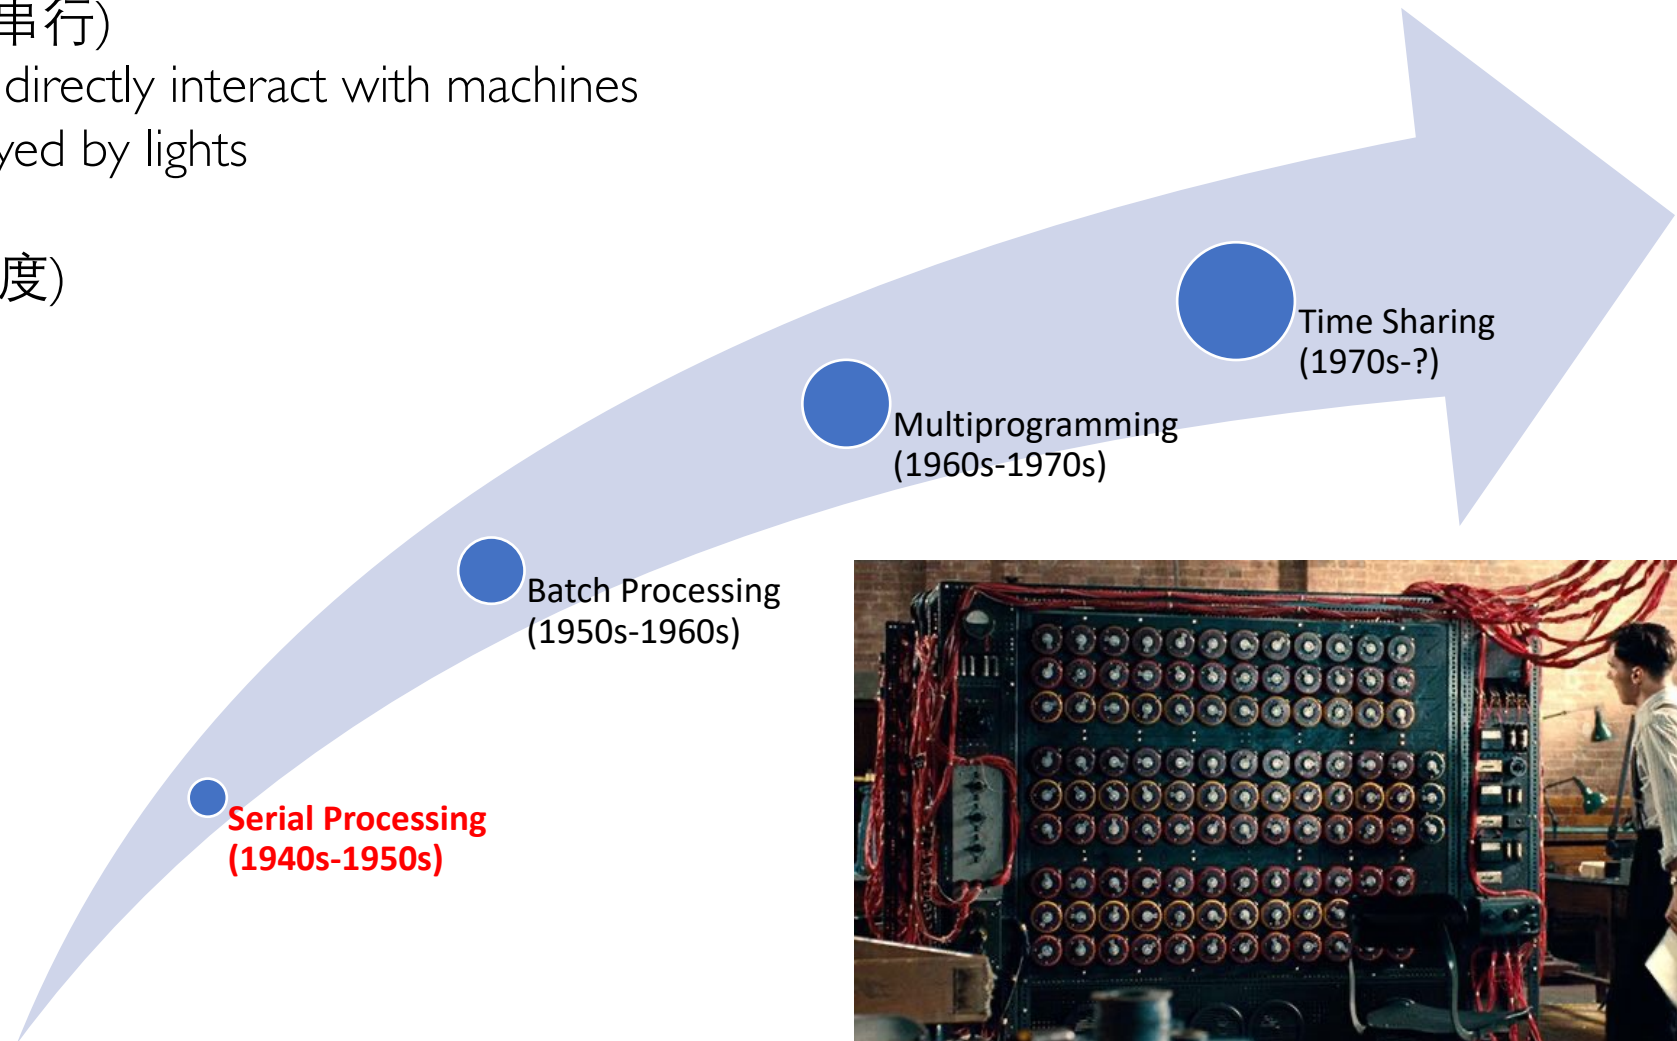 串行)
directly interact with machines
yed by lights
度)
Time Sharing
(1970s-?)
Multiprogramming
(1960s-1970s)
Batch Processing
(1950s-1960s)
Serial Processing
(1940s-1950s)